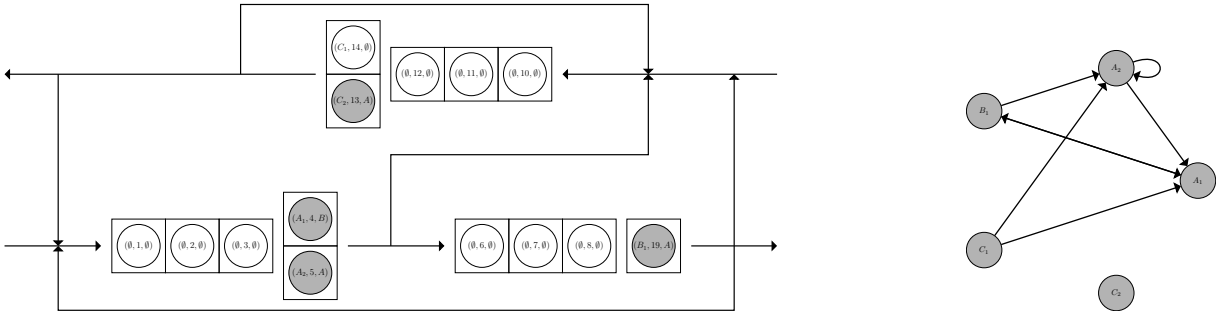 (C₁, 14, ∅)
(∅, 12, ∅) (∅, 11, ∅) (∅, 10, ∅)
(C₂, 13, A)
(A₁, 4, B)
(∅, 1, ∅) (∅, 2, ∅) (∅, 3, ∅)
(A₂, 5, A)
(∅, 6, ∅) (∅, 7, ∅) (∅, 8, ∅) (B₁, 19, A)
A₂
B₁
A₁
C₁
C₂